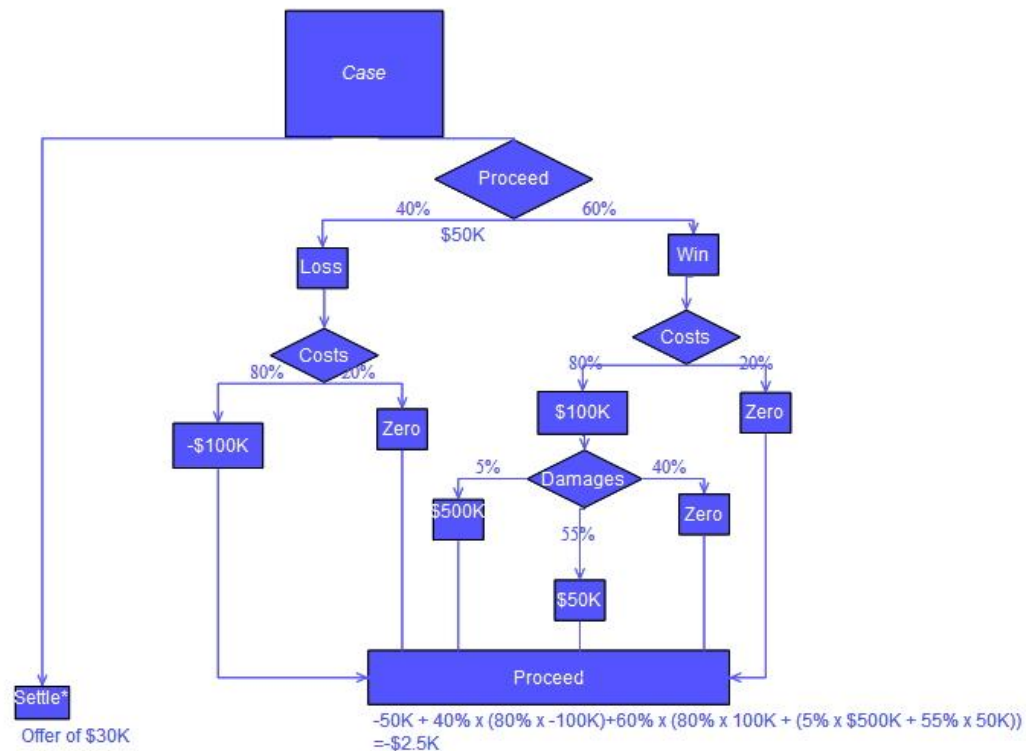 Case
Proceed
40%
60%
$50K
Loss
Win
Costs
Costs
80%
20%
80%
20%
-$100K
Zero
$100K
Zero
5%
Damages
40%
$500K
Zero
55%
$50K
Proceed
Settle*
Offer of $30K
-50K + 40% x (80% x -100K)+60% x (80% x 100K + (5% x $500K + 55% x 50K))
=-$2.5K